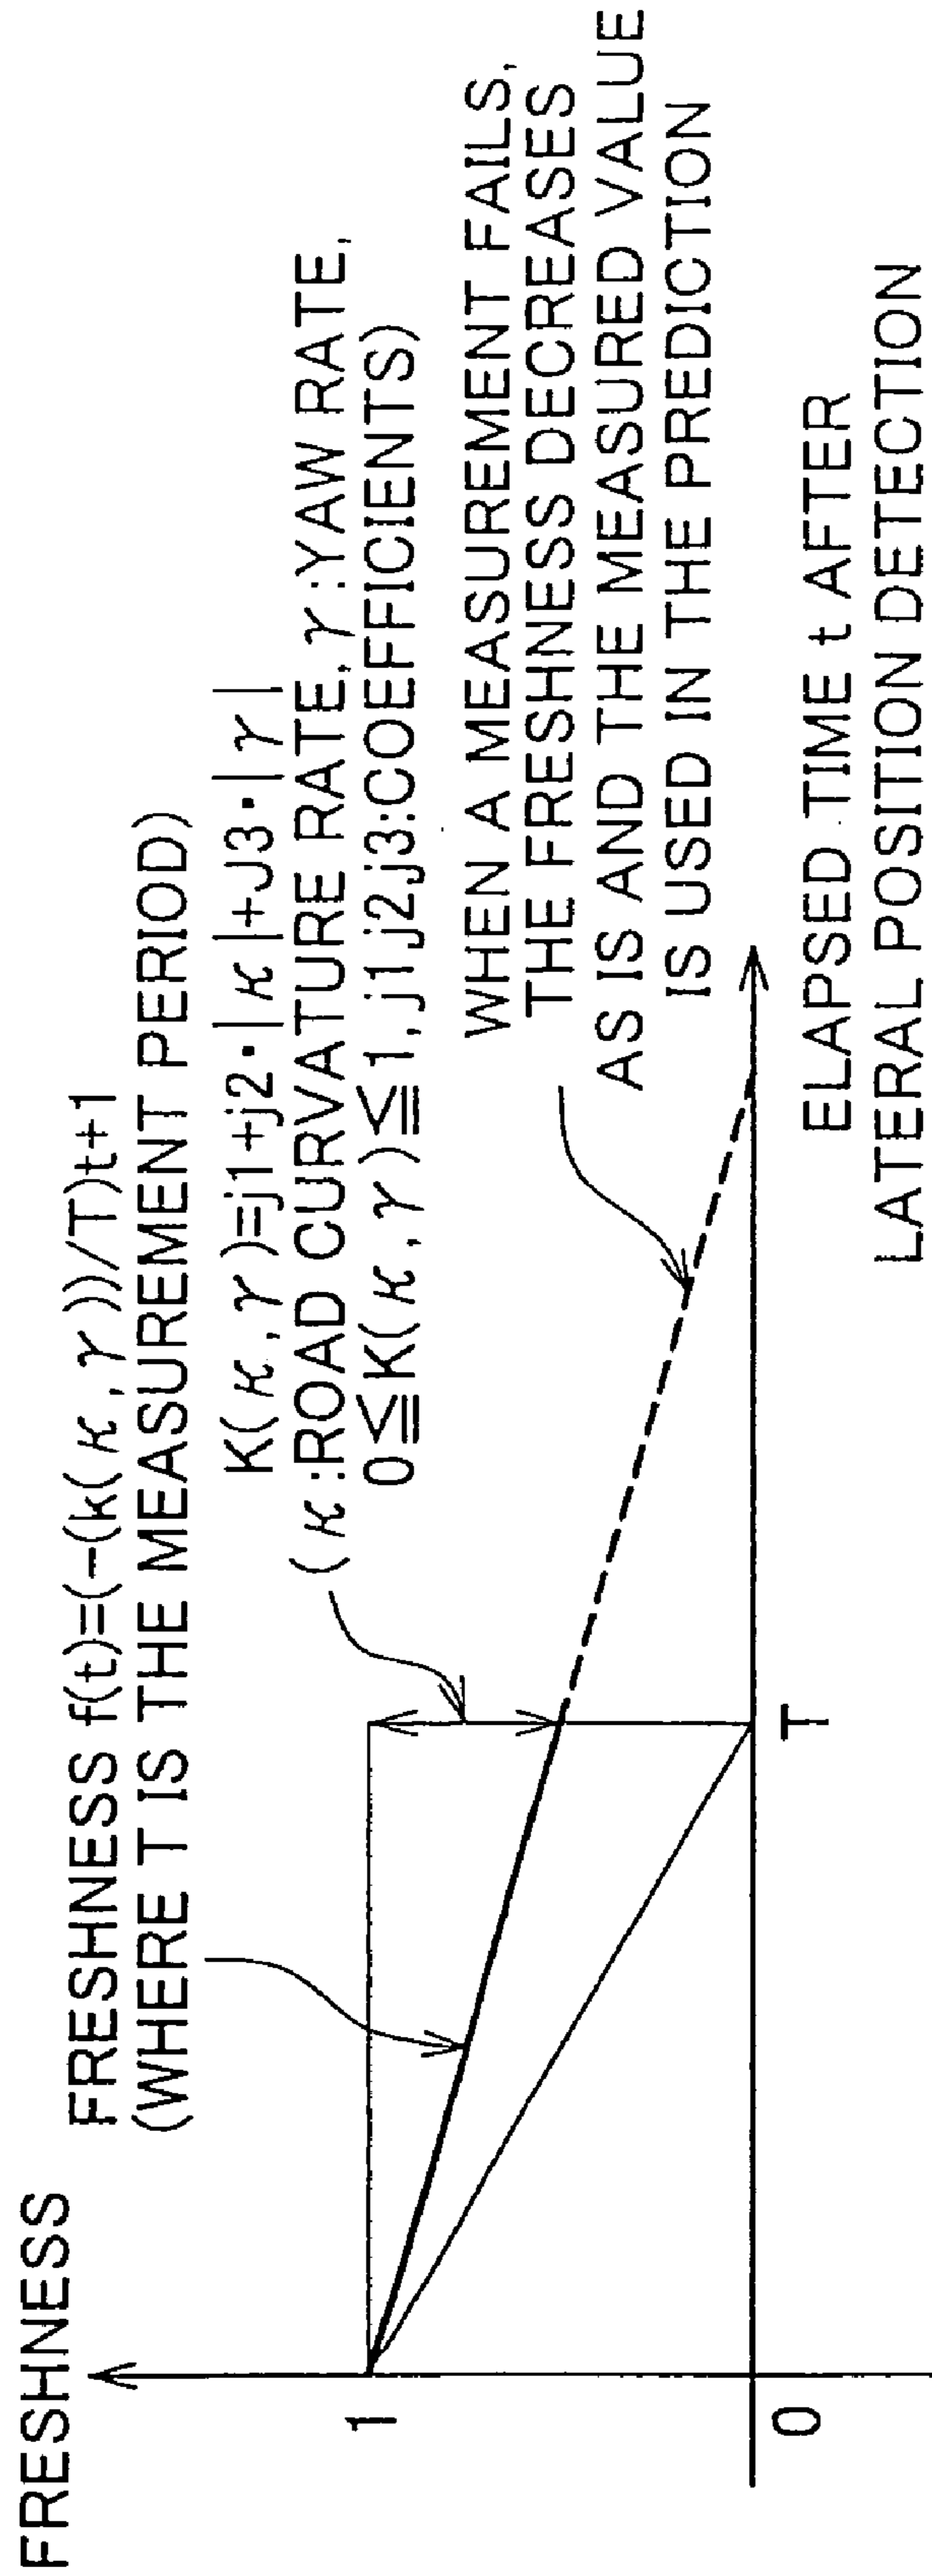 FRESHNESS
FRESHNESS f(t)=(−(k(κ,γ))/T)t+1
(WHERE T IS THE MEASUREMENT PERIOD)
K(κ,γ)=j1+j2·|κ|+J3·|γ|
(κ:ROAD CURVATURE RATE,γ:YAW RATE,
0≦K(κ,γ)≦1,j1,j2,j3:COEFFICIENTS)
WHEN A MEASUREMENT FAILS,
THE FRESHNESS DECREASES
AS IS AND THE MEASURED VALUE
IS USED IN THE PREDICTION
1
0
T
ELAPSED TIME t AFTER
LATERAL POSITION DETECTION